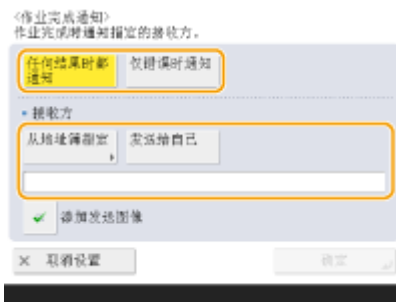 <作业完成通知>
作业完成时通知指定的接收方。
任何结果时都通知
仅错误时通知
接收方
从地址簿指定
发送给自己
添加发送图像
取消设置
确定